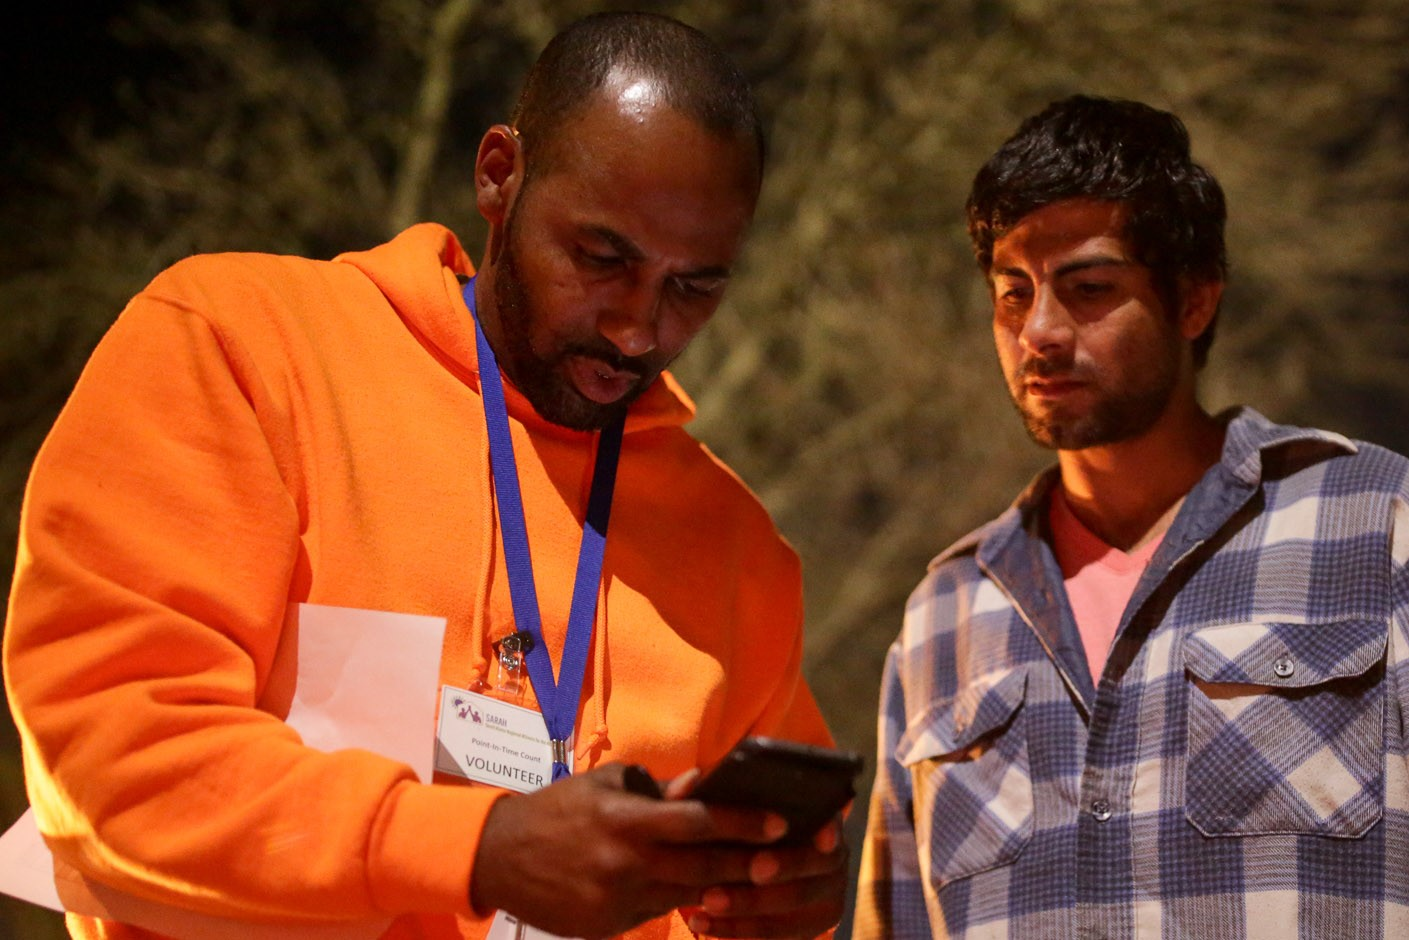 SARAH
Point-In-Time Count
VOLUNTEER